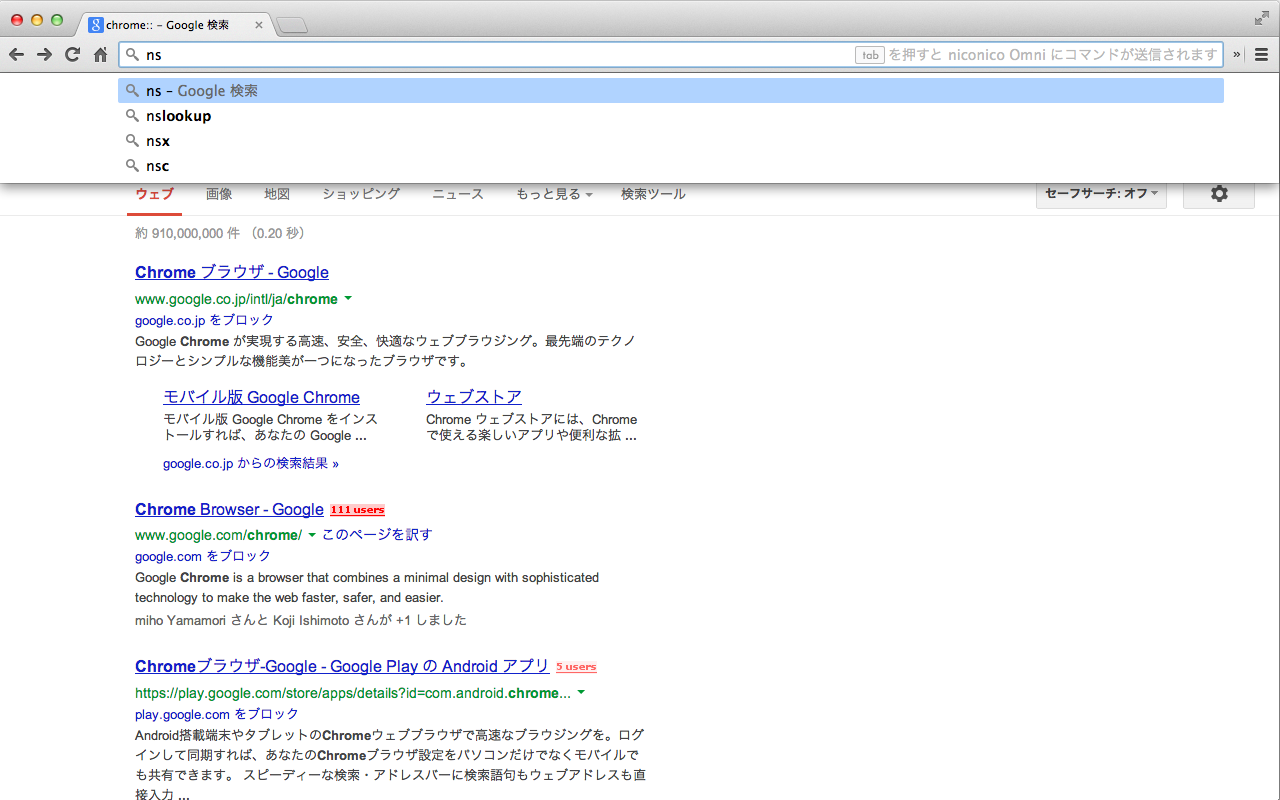 chrome:: – Google 検索
ns
tab を押すと niconico Omni にコマンドが送信されます »
ns – Google 検索
nslookup
nsx
nsc
ウェブ 画像 地図 ショッピング ニュース もっと見る 検索ツール セーフサーチ: オフ
約 910,000,000 件 (0.20 秒)
Chrome ブラウザ - Google
www.google.co.jp/intl/ja/chrome
google.co.jp をブロック
Google Chrome が実現する高速、安全、快適なウェブブラウジング。最先端のテクノ
ロジーとシンプルな機能美が一つになったブラウザです。
モバイル版 Google Chrome
モバイル版 Google Chrome をインス
トールすれば、あなたの Google ...
ウェブストア
Chrome ウェブストアには、Chrome
で使える楽しいアプリや便利な拡 ...
google.co.jp からの検索結果 »
Chrome Browser - Google 111 users
www.google.com/chrome/ このページを訳す
google.com をブロック
Google Chrome is a browser that combines a minimal design with sophisticated
technology to make the web faster, safer, and easier.
miho Yamamori さんと Koji Ishimoto さんが +1 しました
Chromeブラウザ-Google - Google Play の Android アプリ 5 users
https://play.google.com/store/apps/details?id=com.android.chrome...
play.google.com をブロック
Android搭載端末やタブレットのChromeウェブブラウザで高速なブラウジングを。ログ
インして同期すれば、あなたのChromeブラウザ設定をパソコンだけでなくモバイルで
も共有できます。 スピーディーな検索・アドレスバーに検索語句もウェブアドレスも直
接入力 ...